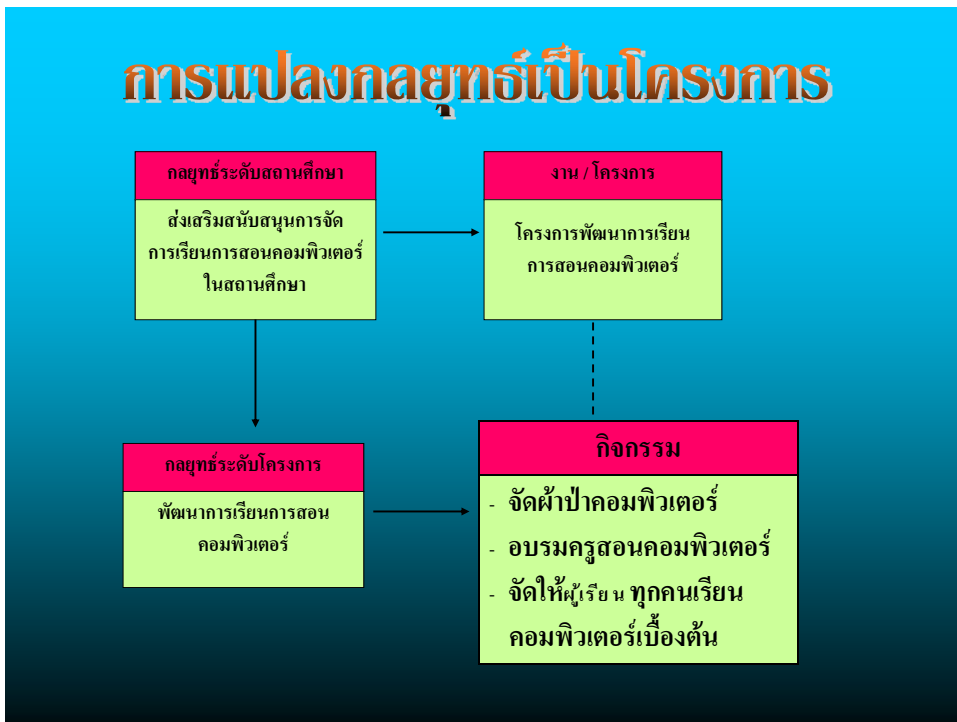 การแปลงกลยุทธ์เป็นโครงการ
กลยุทธ์ระดับสถานศึกษา
ส่งเสริมสนับสนุนการจัด
การเรียนการสอนคอมพิวเตอร์
ในสถานศึกษา
งาน / โครงการ
โครงการพัฒนาการเรียน
การสอนคอมพิวเตอร์
กลยุทธ์ระดับโครงการ
พัฒนาการเรียนการสอน
คอมพิวเตอร์
กิจกรรม
- จัดผ้าป่าคอมพิวเตอร์
- อบรมครูสอนคอมพิวเตอร์
- จัดให้ผู้เรียน ทุกคนเรียน
คอมพิวเตอร์เบื้องต้น